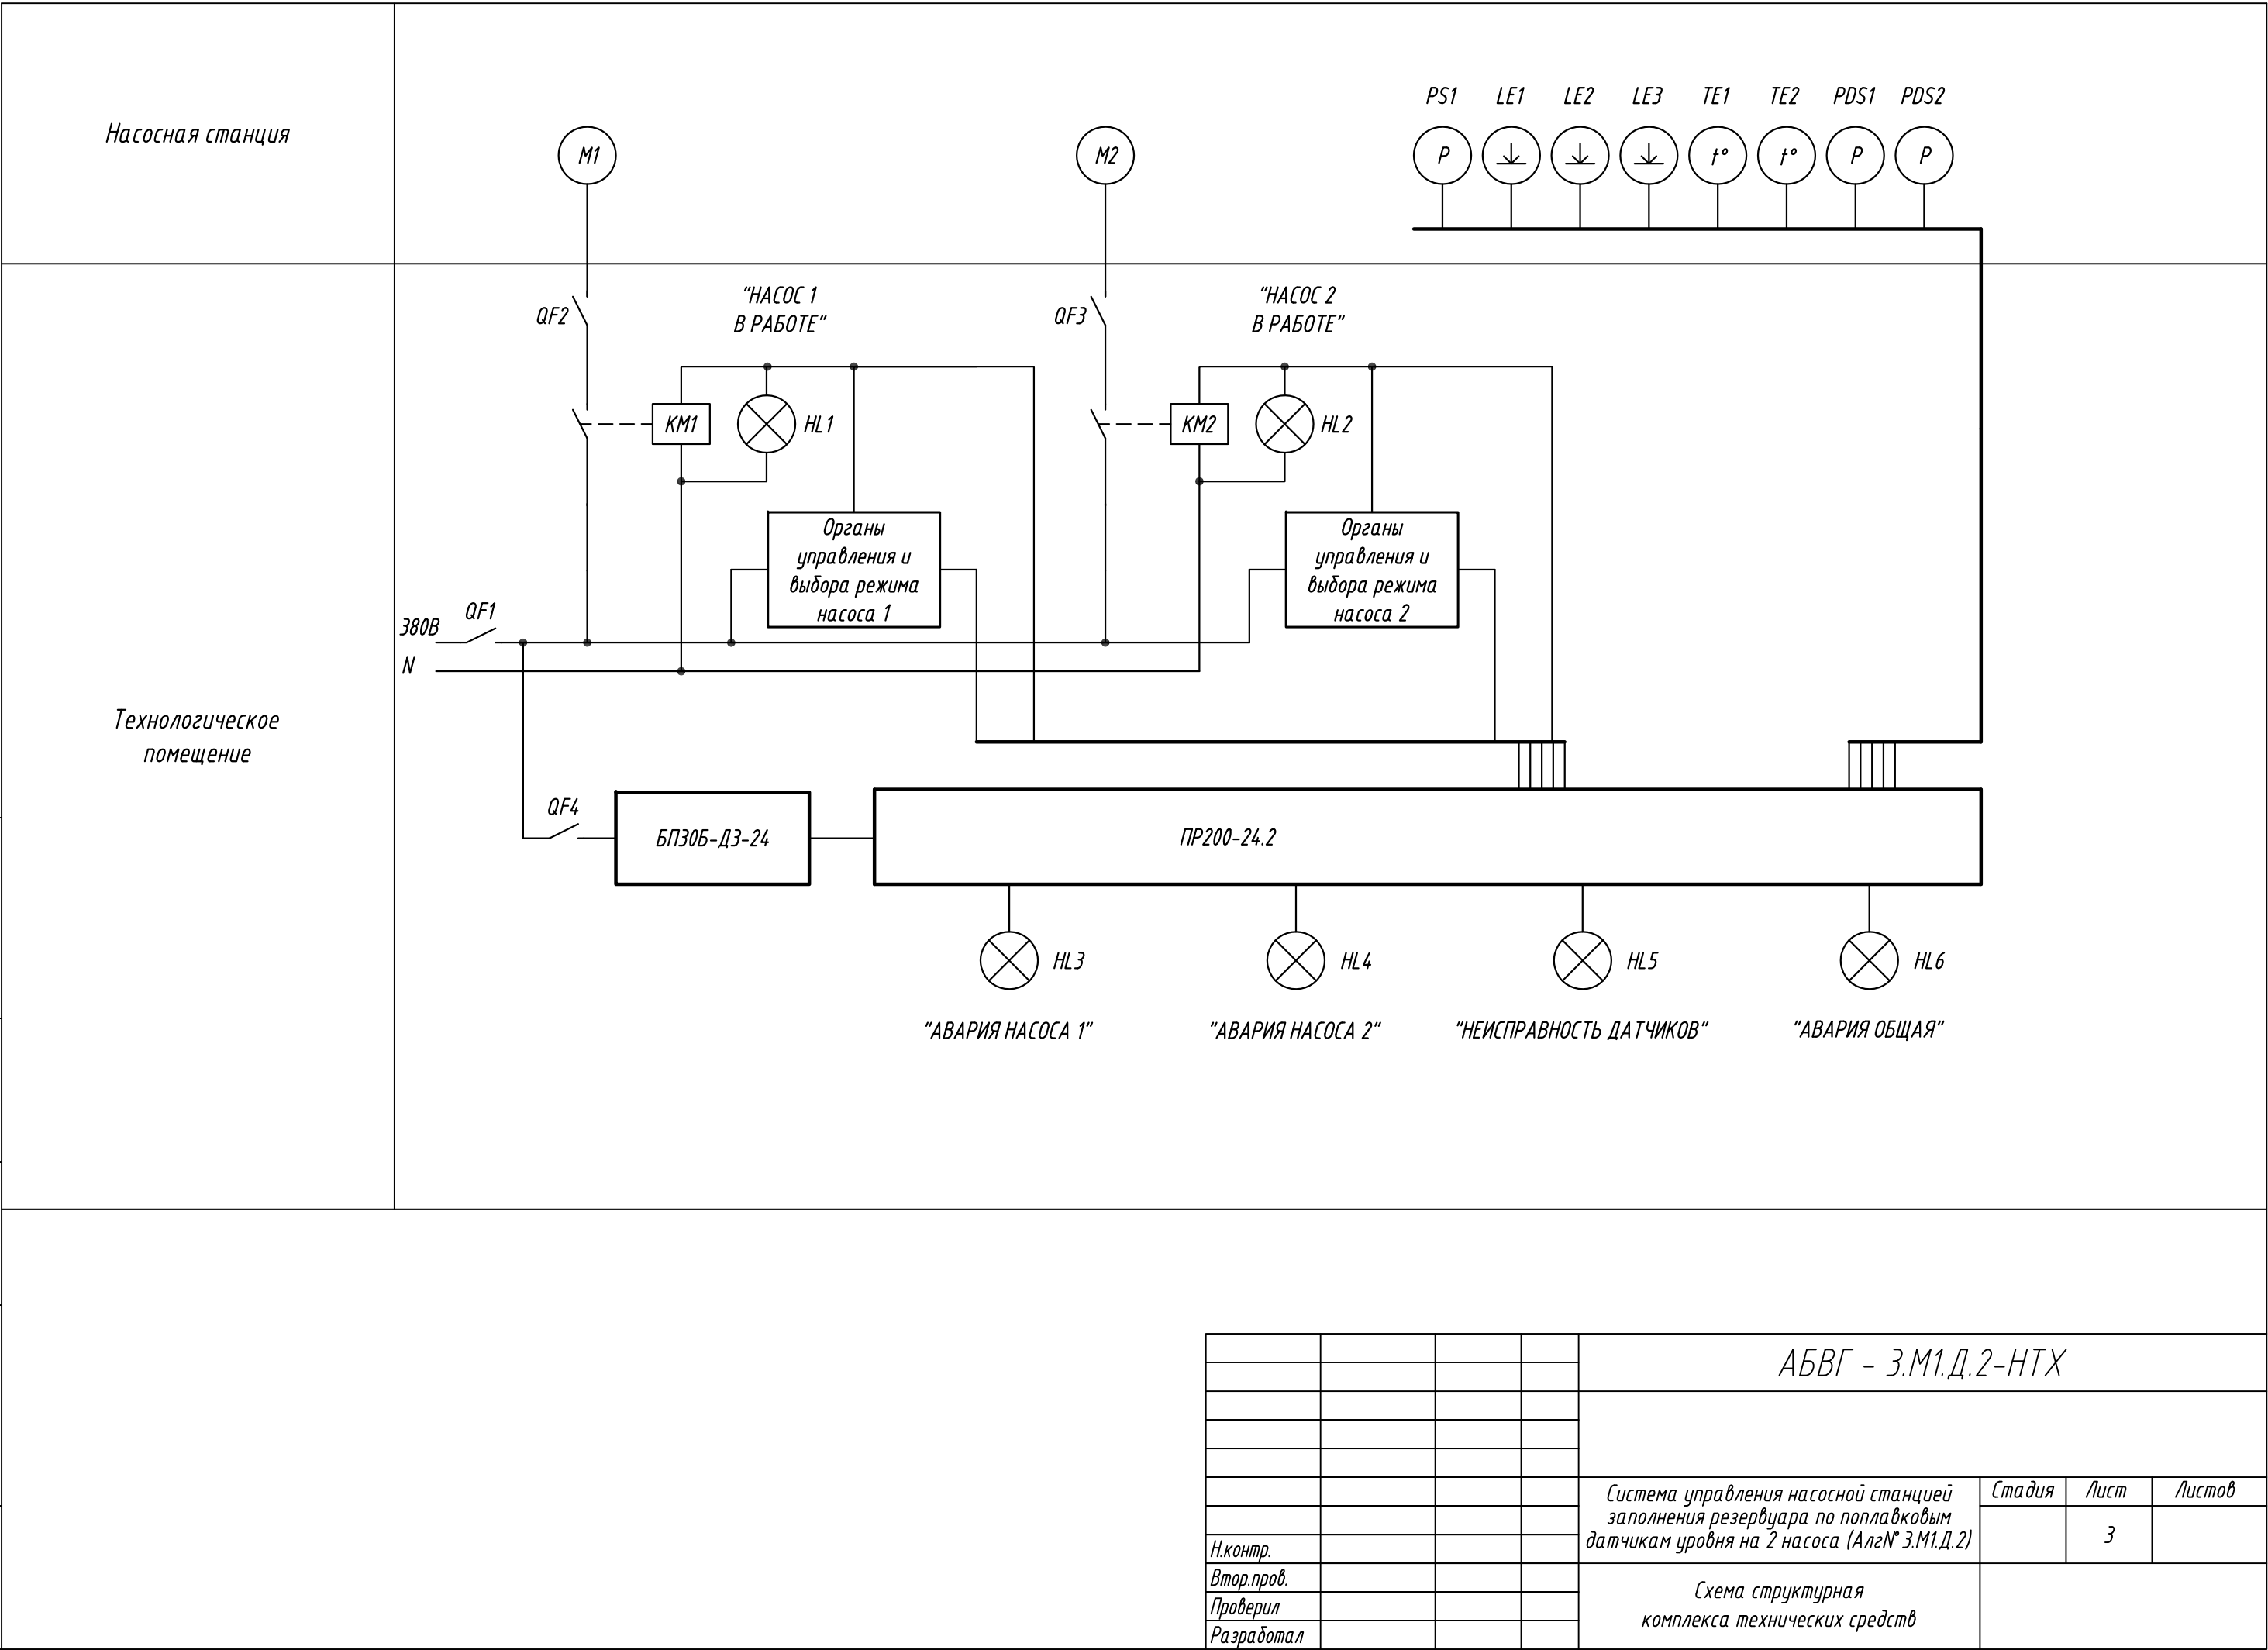 PS1 LE1 LE2 LE3 TE1 TE2 PDS1 PDS2
Насосная станция
M1
M2
P
t°
t°
P
P
QF2
"НАСОС 1
В РАБОТЕ"
QF3
"НАСОС 2
В РАБОТЕ"
КМ1
HL1
КМ2
HL2
Органы
управления и
выбора режима
насоса 1
Органы
управления и
выбора режима
насоса 2
QF1
380В
N
Технологическое
помещение
QF4
БП30Б-Д3-24
ПР200-24.2
HL3
HL4
HL5
HL6
"АВАРИЯ НАСОСА 1"
"АВАРИЯ НАСОСА 2"
"НЕИСПРАВНОСТЬ ДАТЧИКОВ"
"АВАРИЯ ОБЩАЯ"
АБВГ - 3.М1.Д.2-НТХ
Система управления насосной станцией
заполнения резервуара по поплавковым
датчикам уровня на 2 насоса (Алг№ 3.М1.Д.2)
Стадия
Лист
Листов
3
Н.контр.
Втор.пров.
Проверил
Разработал
Схема структурная
комплекса технических средств